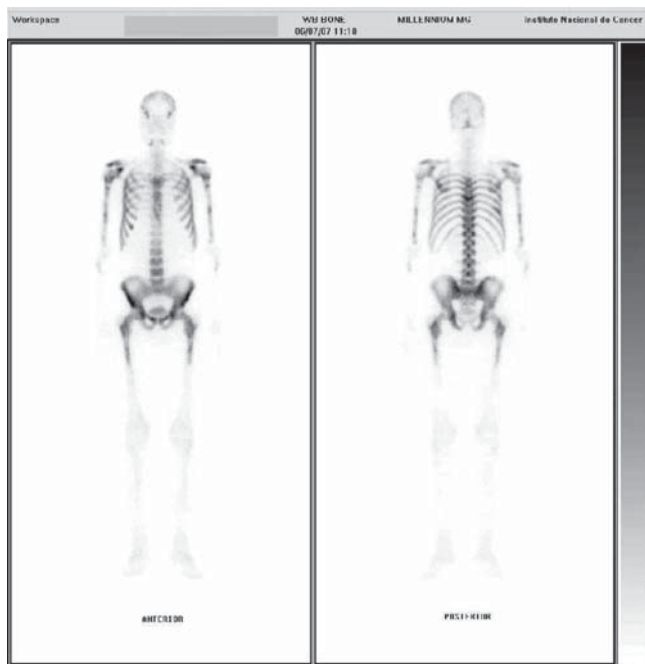 Workspace WB BONE MILLENNIUM MG Instituto Nacional de Cancer
06/07/07 11:18
ANTERIOR
POSTERIOR